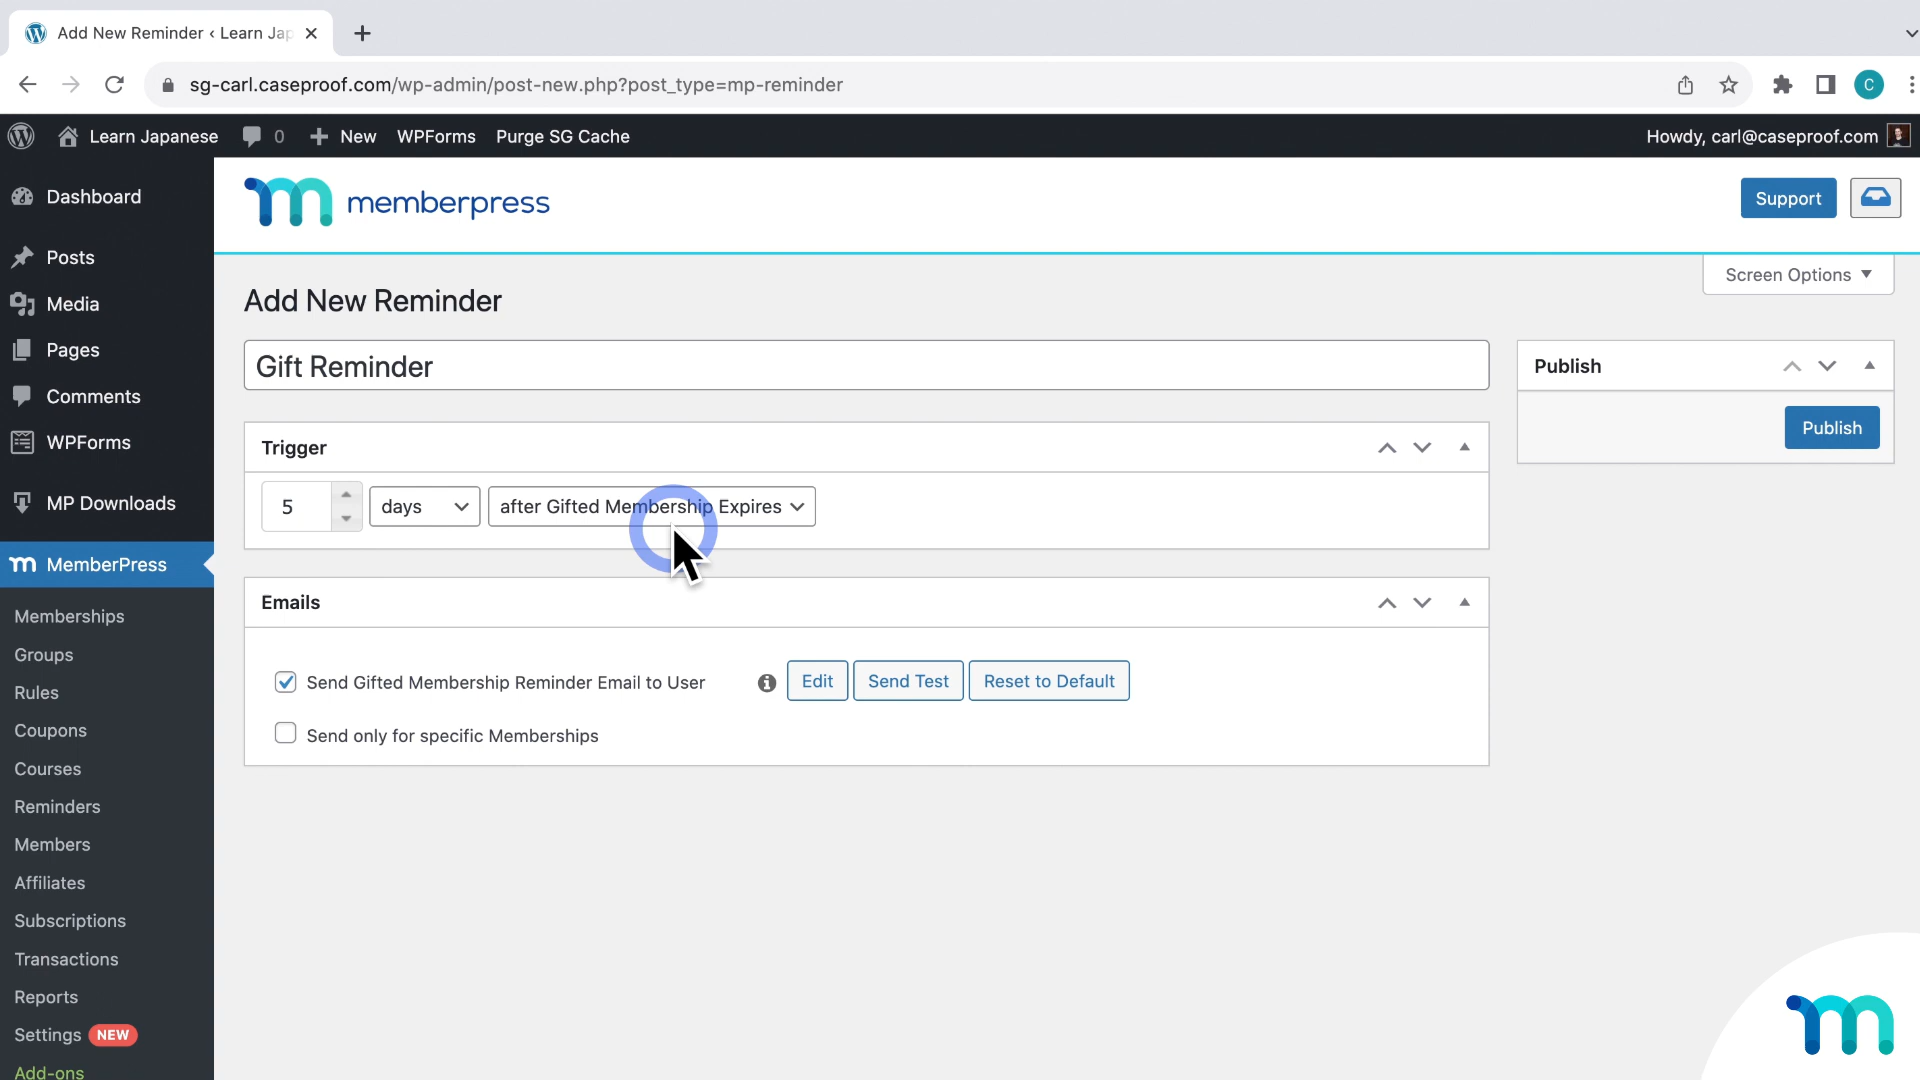 Add New Reminder ‹ Learn Jap
sg-carl.caseproof.com/wp-admin/post-new.php?post_type=mp-reminder
C
Learn Japanese 0 New WPForms Purge SG Cache Howdy, carl@caseproof.com
Dashboard
Posts
Media
Pages
Comments
WPForms
MP Downloads
MemberPress
Memberships
Groups
Rules
Coupons
Courses
Reminders
Members
Affiliates
Subscriptions
Transactions
Reports
Settings NEW
Add-ons
memberpress
Support
Screen Options
Add New Reminder
Gift Reminder
Trigger
5 days after Gifted Membership Expires
Emails
Send Gifted Membership Reminder Email to User Edit Send Test Reset to Default
Send only for specific Memberships
Publish
Publish